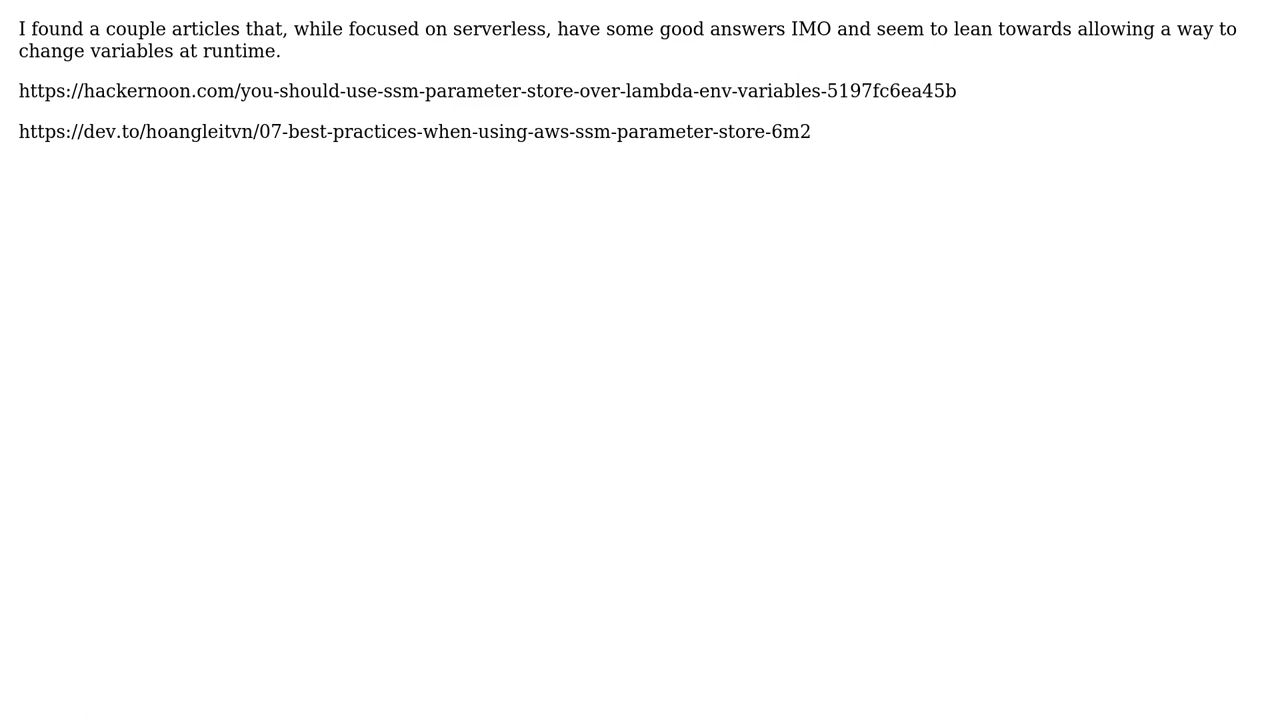 I found a couple articles that, while focused on serverless, have some good answers IMO and seem to lean towards allowing a way to
change variables at runtime.
https://hackernoon.com/you-should-use-ssm-parameter-store-over-lambda-env-variables-5197fc6ea45b
https://dev.to/hoangleitvn/07-best-practices-when-using-aws-ssm-parameter-store-6m2